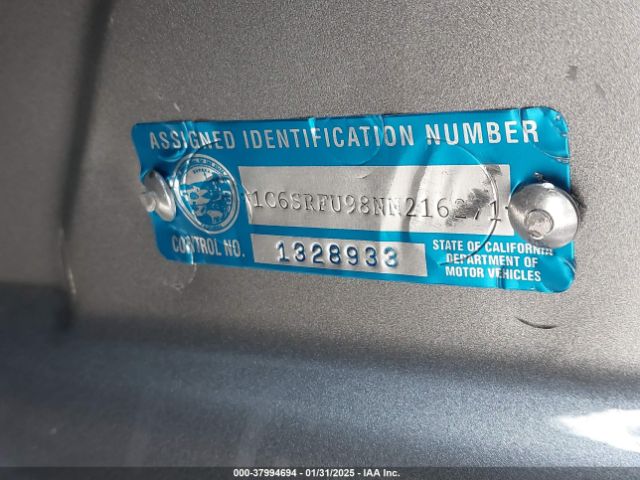 ASSIGNED IDENTIFICATION NUMBER
1C6SRFU98NN216271
CONTROL NO. 1328933
STATE OF CALIFORNIA
DEPARTMENT OF
MOTOR VEHICLES
000-37994694 | 01/31/2025 - IAA Inc.